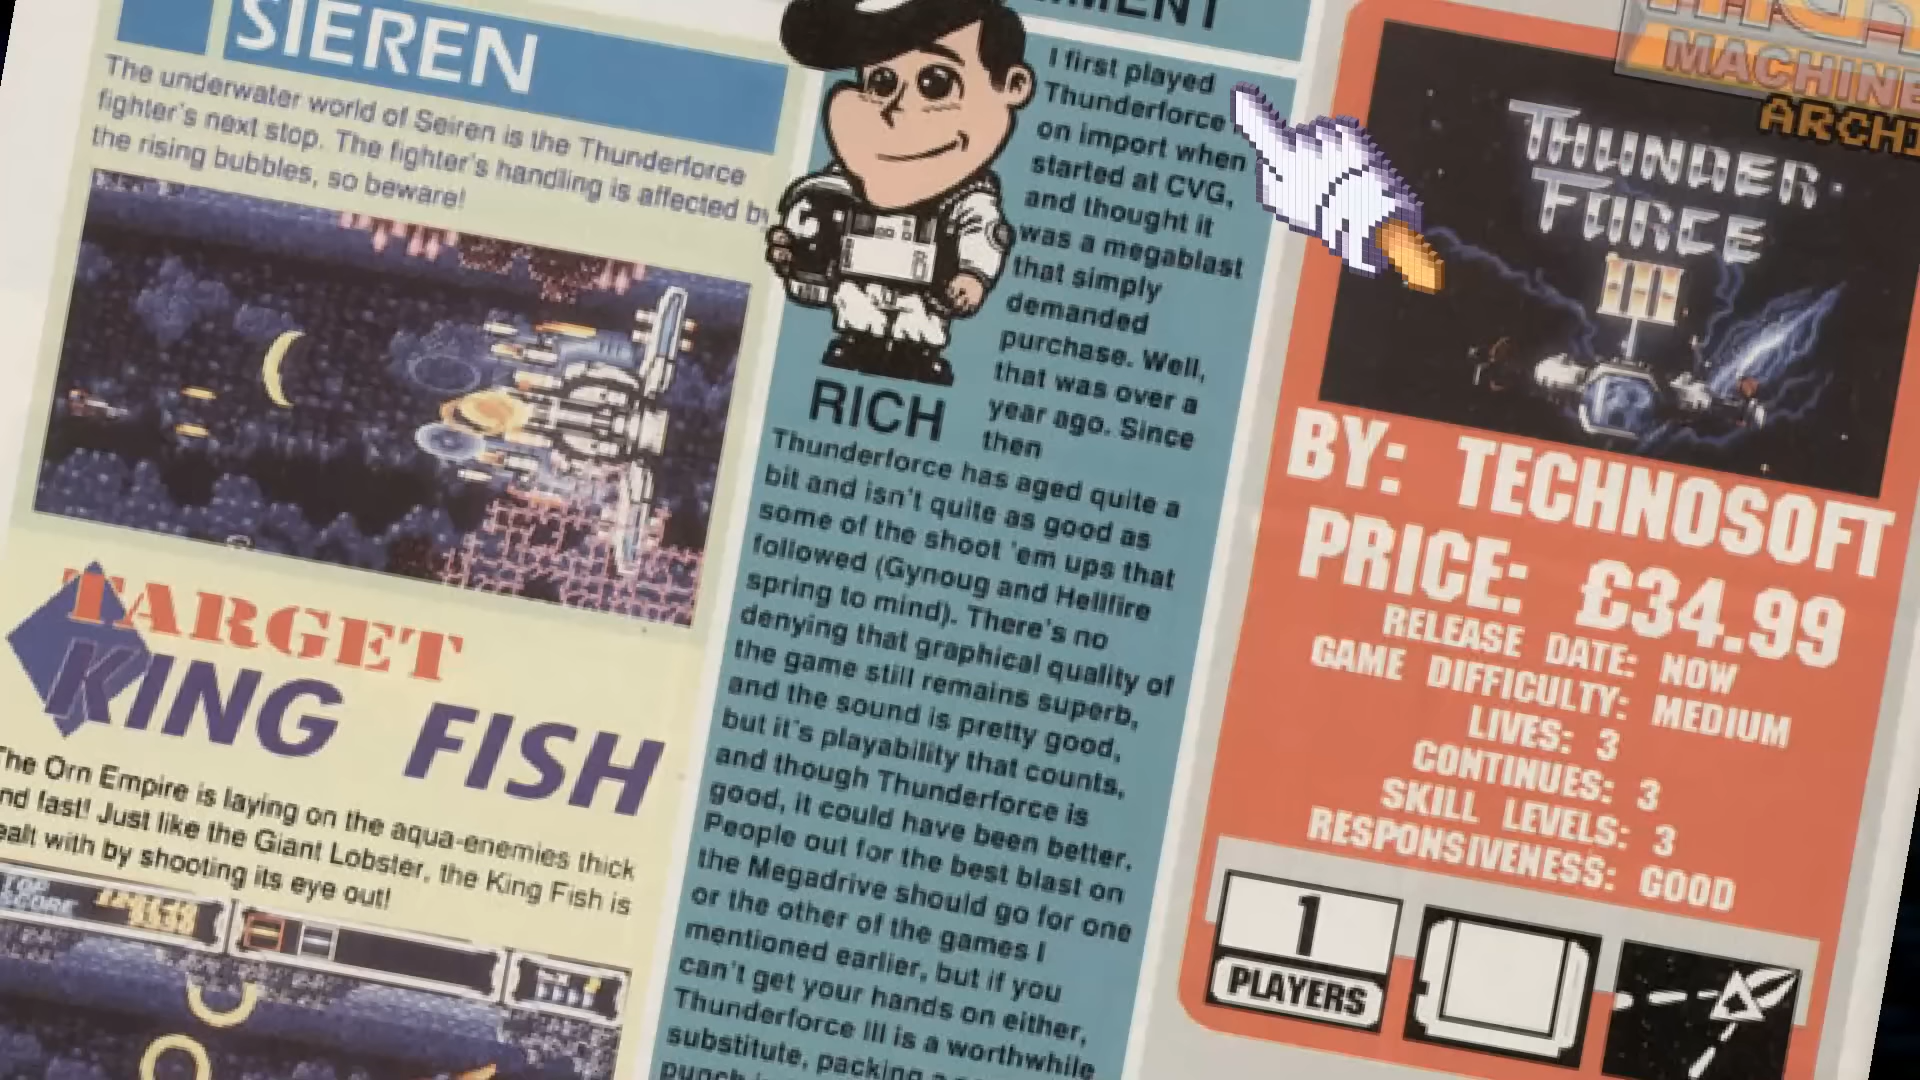 SIEREN
The underwater world of Seiren is the Thunderforce
fighter's next stop. The fighter's handling is affected by
the rising bubbles, so beware!
TARGET
KING FISH
The Orn Empire is laying on the aqua-enemies thick
nd fast! Just like the Giant Lobster, the King Fish is
ealt with by shooting its eye out!
TOP
SCORE
RICH
I first played
Thunderforce
on import when
started at CVG,
and thought it
was a megablast
that simply
demanded
purchase. Well,
that was over a
year ago. Since
then
Thunderforce has aged quite a
bit and isn't quite as good as
some of the shoot 'em ups that
followed (Gynoug and Hellfire
spring to mind). There's no
denying that graphical quality of
the game still remains superb,
and the sound is pretty good,
but it's playability that counts,
and though Thunderforce is
good, it could have been better.
People out for the best blast on
the Megadrive should go for one
or the other of the games I
mentioned earlier, but if you
can't get your hands on either,
Thunderforce III is a worthwhile
substitute, packing
MACHINE
ARCHI
THUNDER
FORCE
III
BY: TECHNOSOFT
PRICE: £34.99
RELEASE DATE: NOW
GAME DIFFICULTY: MEDIUM
LIVES: 3
CONTINUES: 3
SKILL LEVELS: 3
RESPONSIVENESS: GOOD
1
PLAYERS